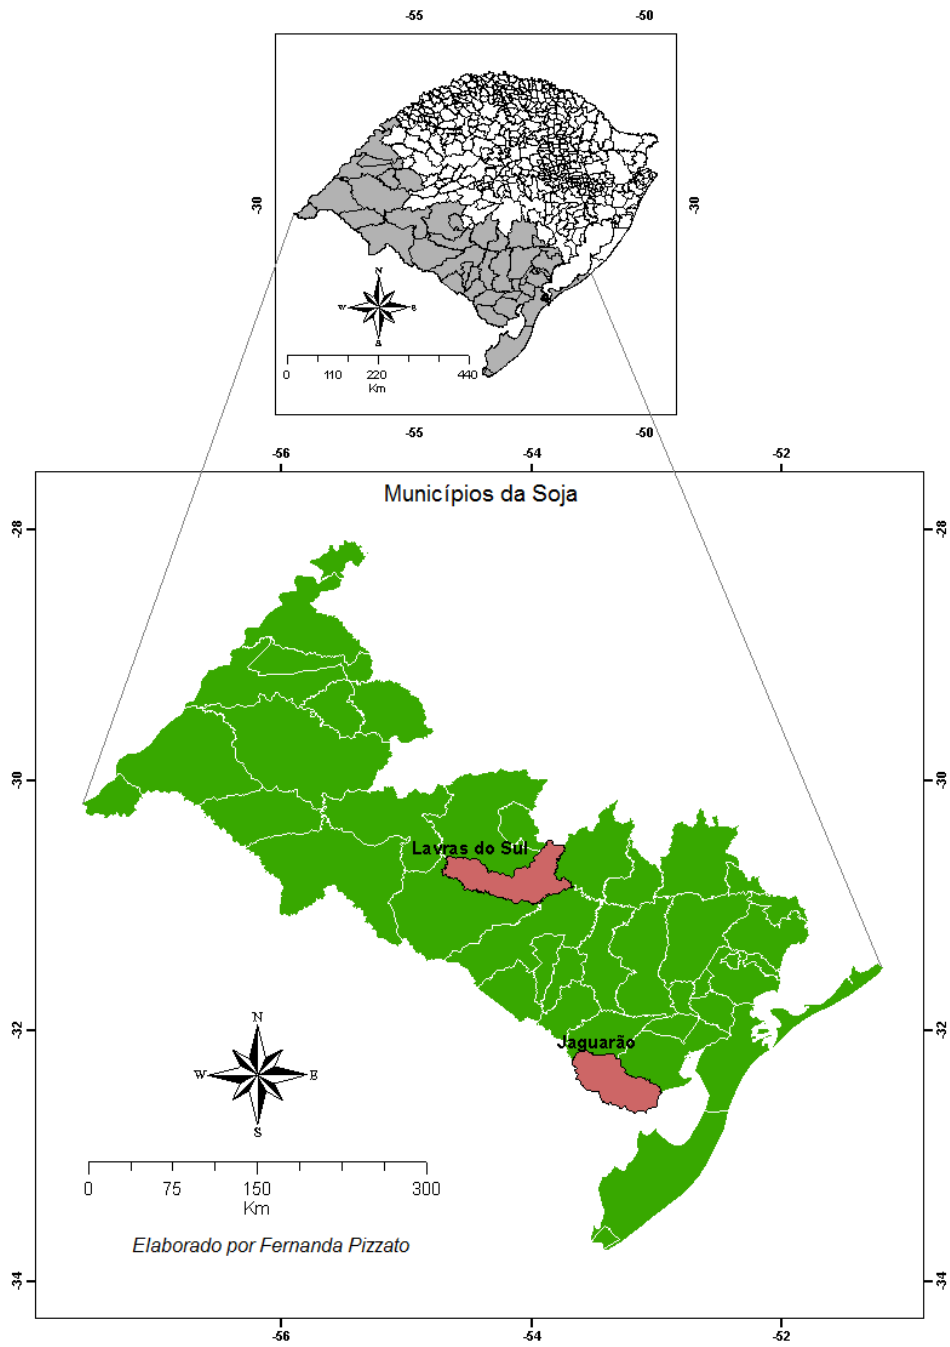 -55 -50
-30 -30
N
W E
S
0 110 220 440
Km
-55 -50
-56 -54 -52
Municípios da Soja
-28 -28
-30 -30
Lavras do Sul
-32 -32
Jaguarão
N
W E
S
0 75 150 300
Km
Elaborado por Fernanda Pizzato
-34 -34
-56 -54 -52